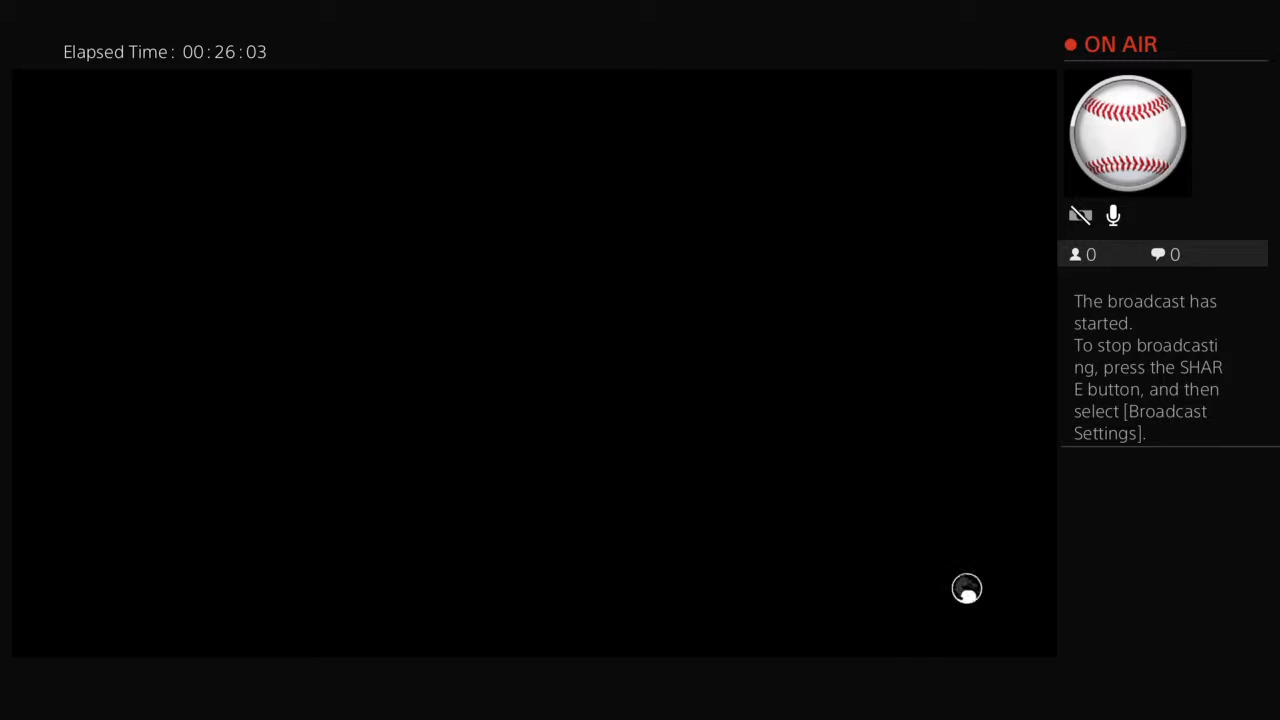 Elapsed Time: 00:26:03
ON AIR
0 0
The broadcast has
started.
To stop broadcasti
ng, press the SHAR
E button, and then
select [Broadcast
Settings].